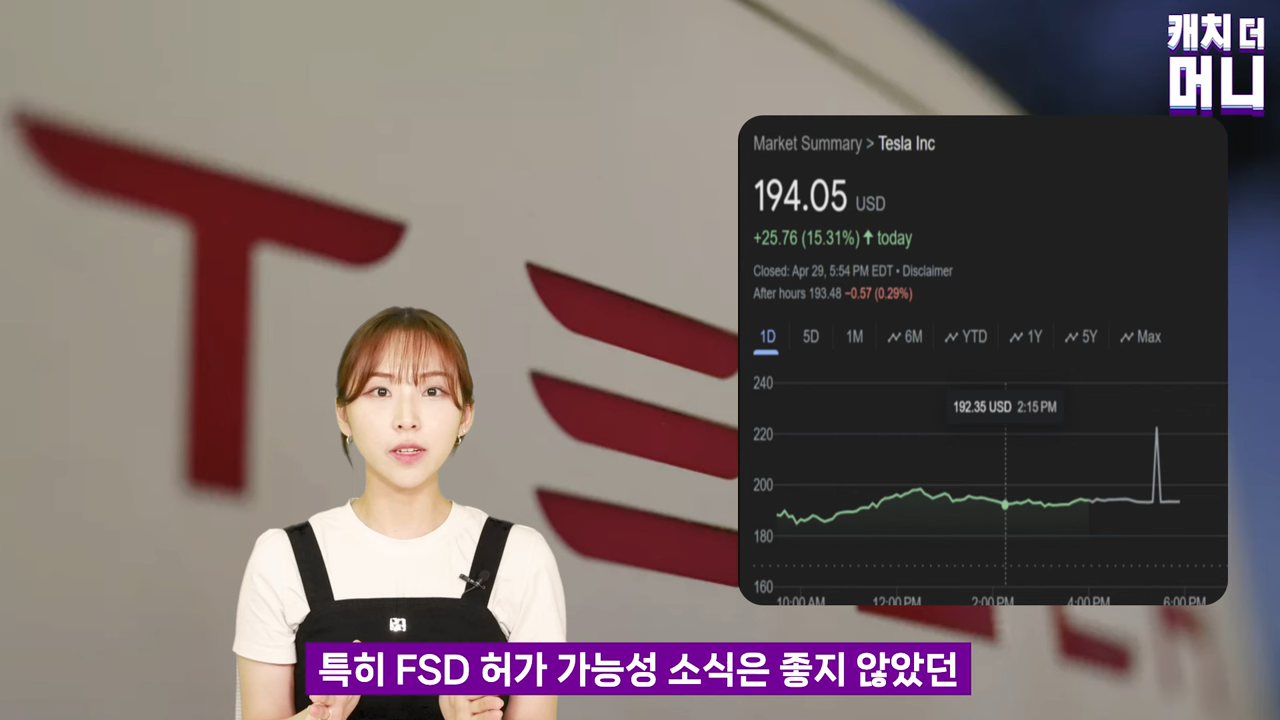 캐치 더
머니
TES
Market Summary > Tesla Inc
194.05 USD
+25.76 (15.31%) ↑ today
Closed: Apr 29, 5:54 PM EDT • Disclaimer
After hours 193.48 −0.57 (0.29%)
1D 5D 1M 6M YTD 1Y 5Y Max
240
192.35 USD 2:15 PM
220
200
180
160
10:00 AM 12:00 PM 2:00 PM 4:00 PM 6:00 PM
특히 FSD 허가 가능성 소식은 좋지 않았던